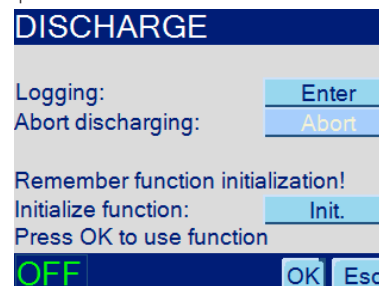 DISCHARGE
Logging: Enter
Abort discharging: Abort
Remember function initialization!
Initialize function: Init.
Press OK to use function
OFF OK Esc